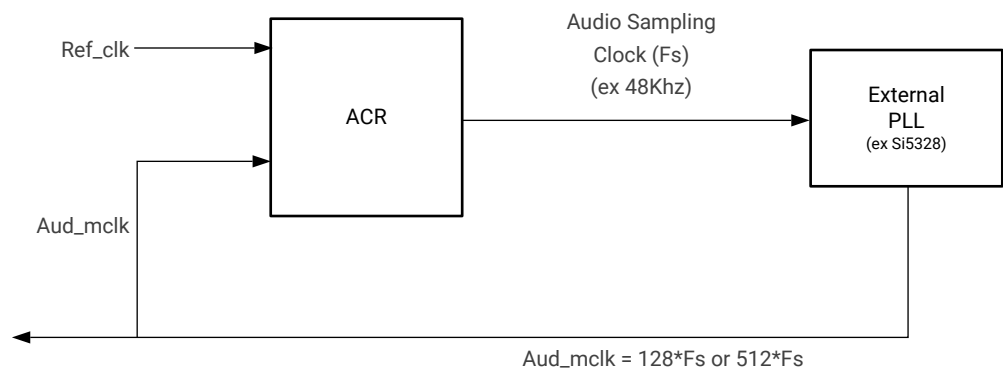 Ref_clk
ACR
Audio Sampling
Clock (Fs)
(ex 48Khz)
External
PLL
(ex Si5328)
Aud_mclk
Aud_mclk = 128*Fs or 512*Fs